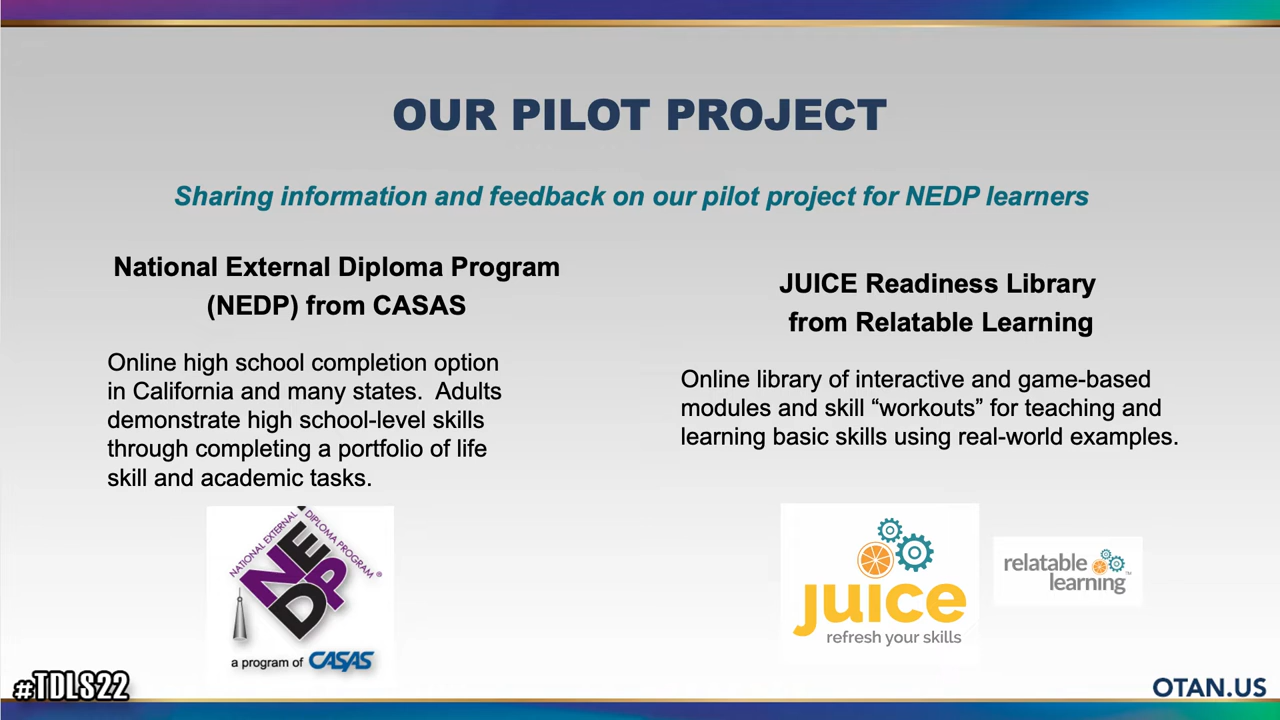 OUR PILOT PROJECT
Sharing information and feedback on our pilot project for NEDP learners
National External Diploma Program
(NEDP) from CASAS
Online high school completion option
in California and many states. Adults
demonstrate high school-level skills
through completing a portfolio of life
skill and academic tasks.
NATIONAL EXTERNAL DIPLOMA PROGRAM®
NEDP
a program of CASAS
JUICE Readiness Library
from Relatable Learning
Online library of interactive and game-based
modules and skill “workouts” for teaching and
learning basic skills using real-world examples.
juice
refresh your skills
relatable
learning™
#TDLS22
OTAN.US